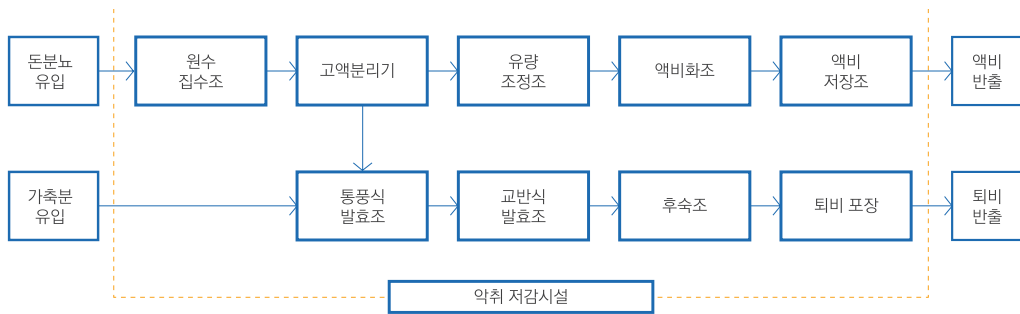 돈분뇨
유입
원수
집수조
고액분리기
유량
조정조
액비화조
액비
저장조
액비
반출
가축분
유입
통풍식
발효조
교반식
발효조
후숙조
퇴비 포장
퇴비
반출
악취 저감시설